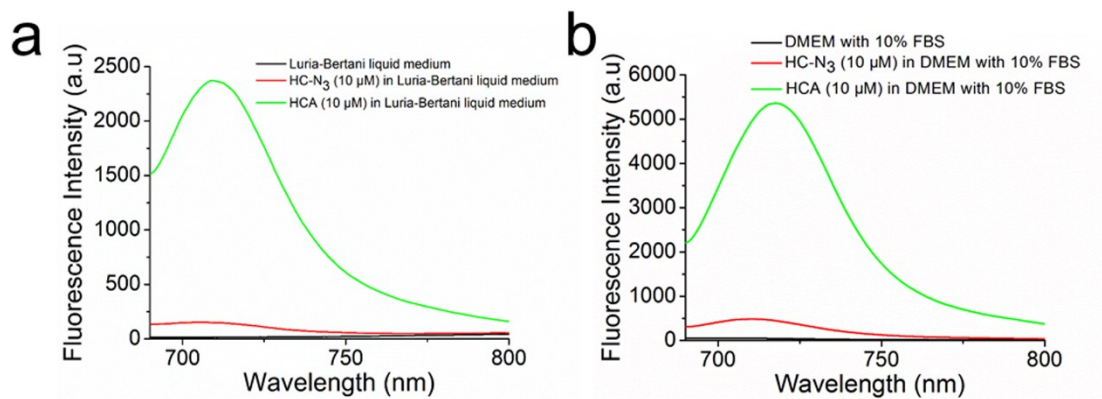 a
Fluorescence Intensity (a.u)
2500
2000
1500
1000
500
0
Luria-Bertani liquid medium
HC-N3 (10 μM) in Luria-Bertani liquid medium
HCA (10 μM) in Luria-Bertani liquid medium
700
750
800
Wavelength (nm)
b
Fluorescence Intensity (a.u)
6000
5000
4000
3000
2000
1000
0
DMEM with 10% FBS
HC-N3 (10 μM) in DMEM with 10% FBS
HCA (10 μM) in DMEM with 10% FBS
700
750
800
Wavelength (nm)